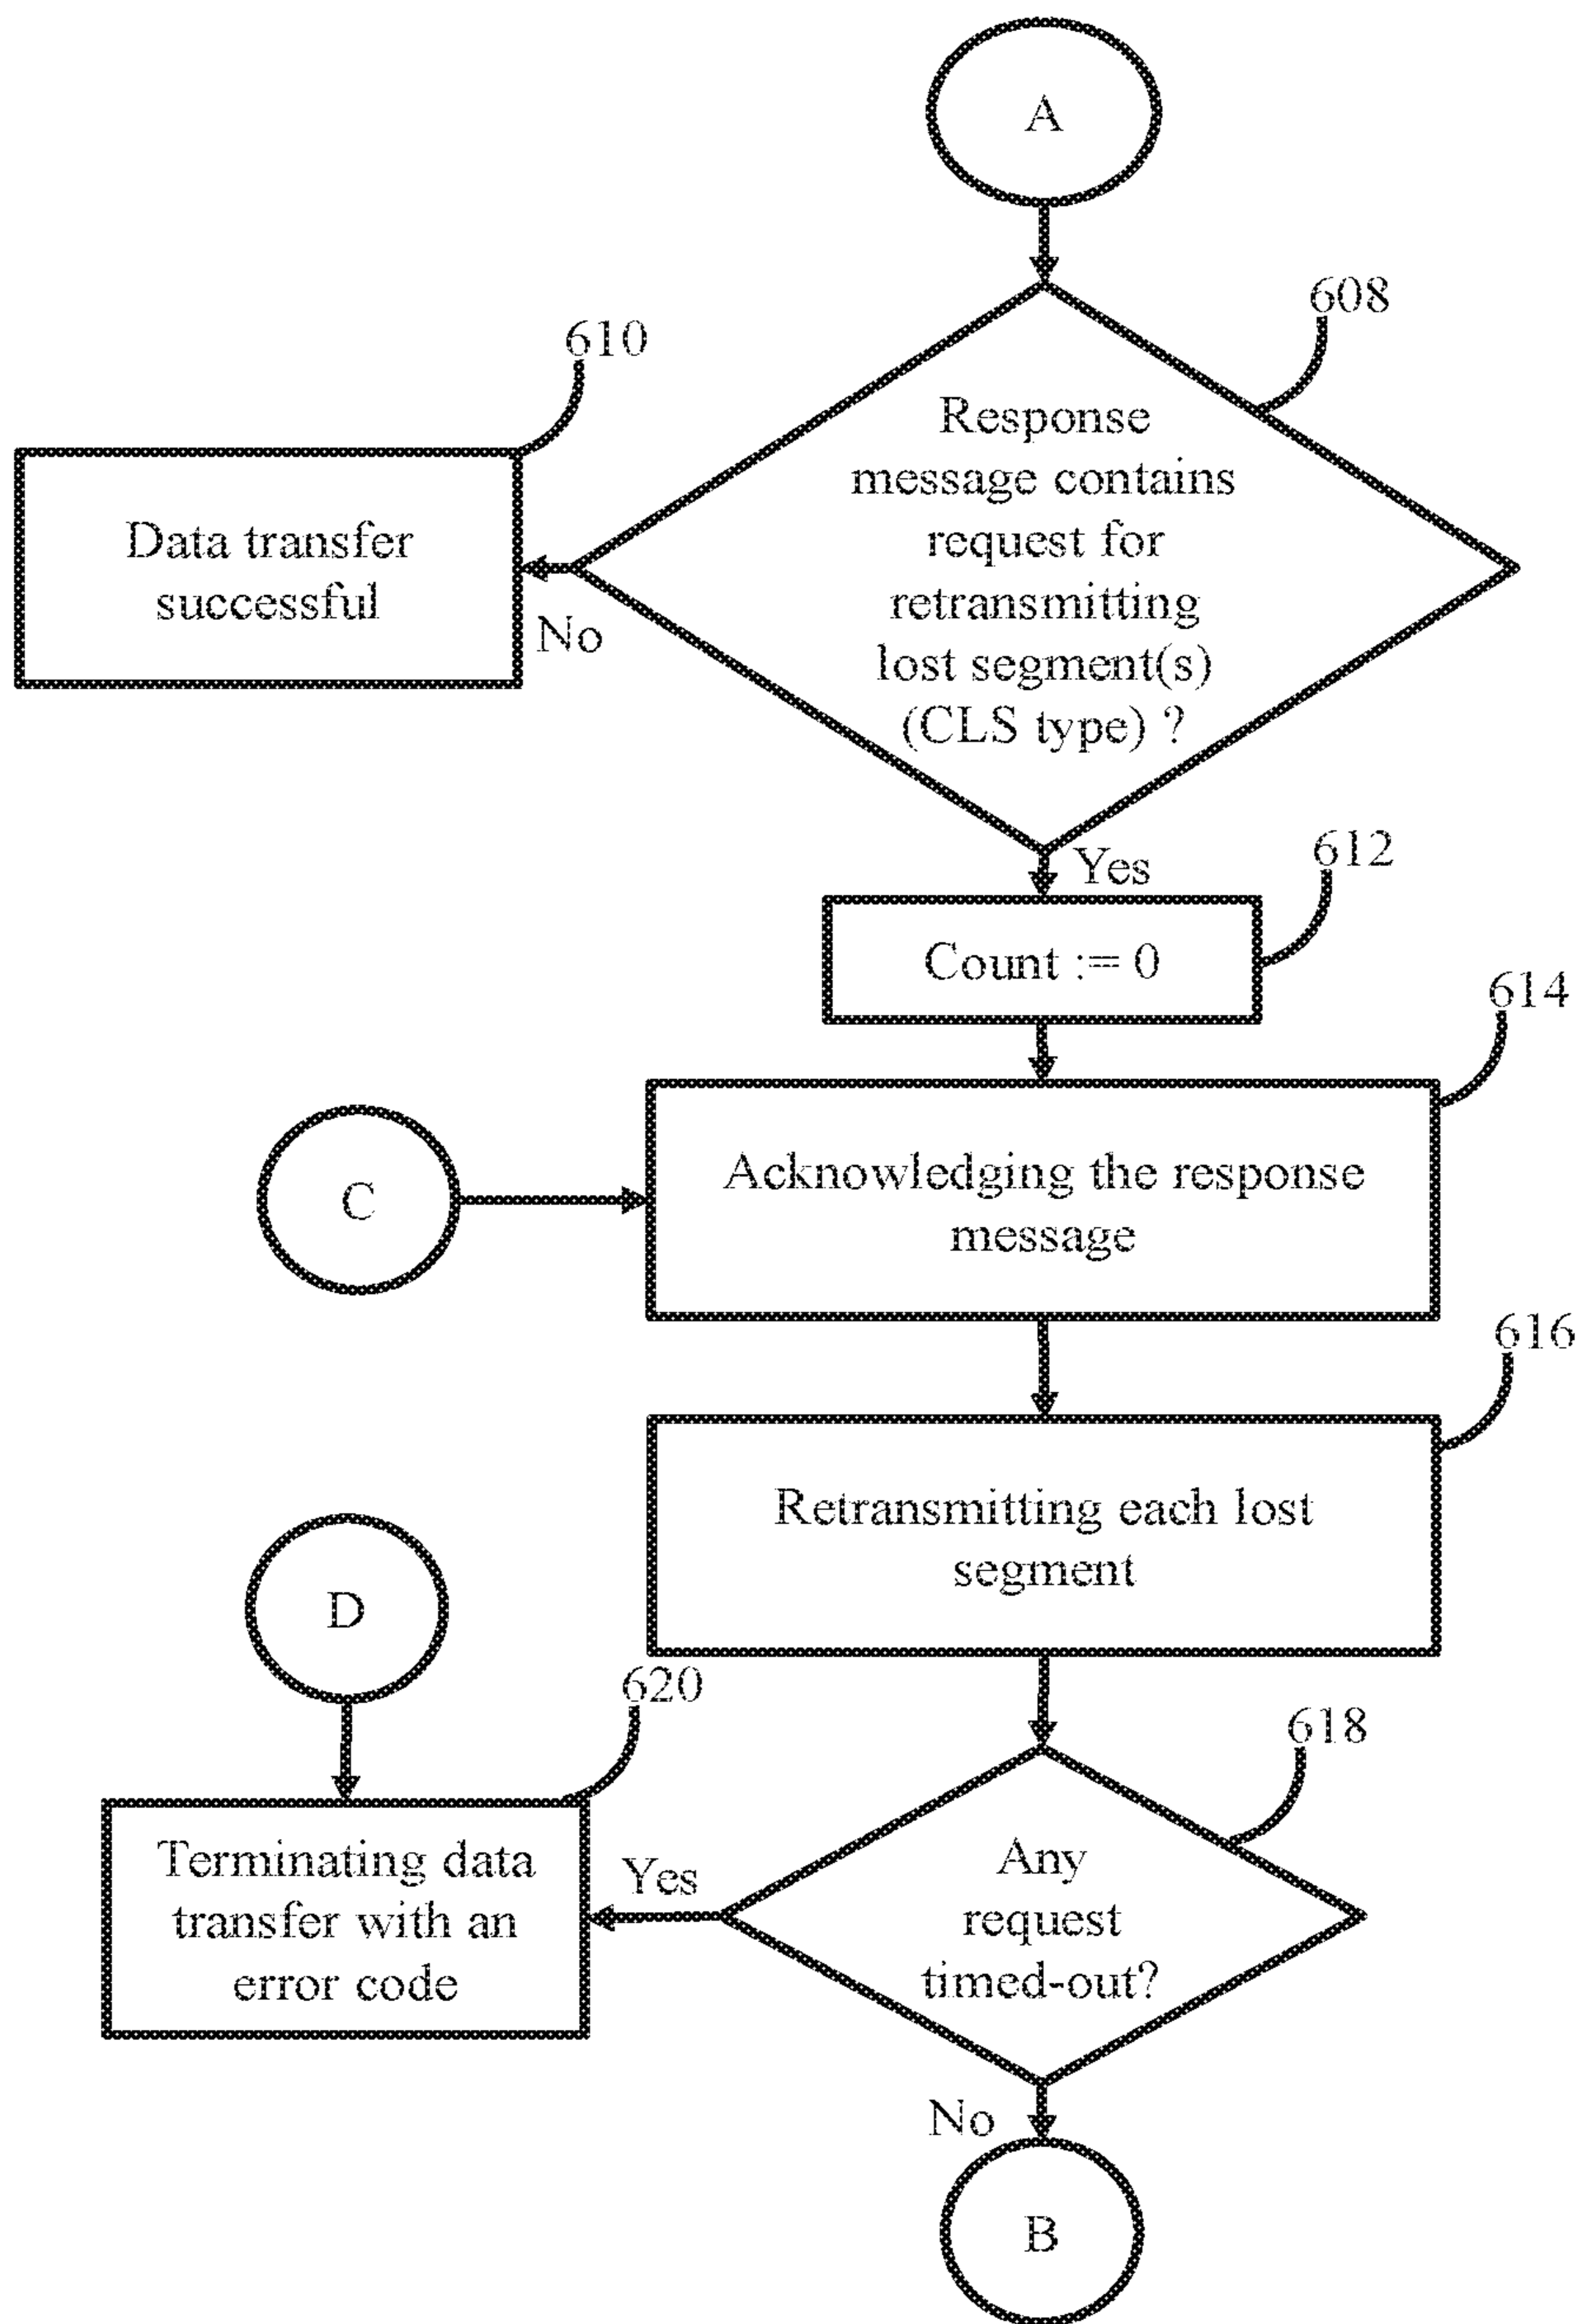 A
608
610
Response
message contains
request for
retransmitting
lost segment(s)
(CLS type) ?
Data transfer
successful
No
Yes
612
Count := 0
614
C
Acknowledging the response
message
616
Retransmitting each lost
segment
D
620
618
Terminating data
transfer with an
error code
Yes
Any
request
timed-out?
No
B